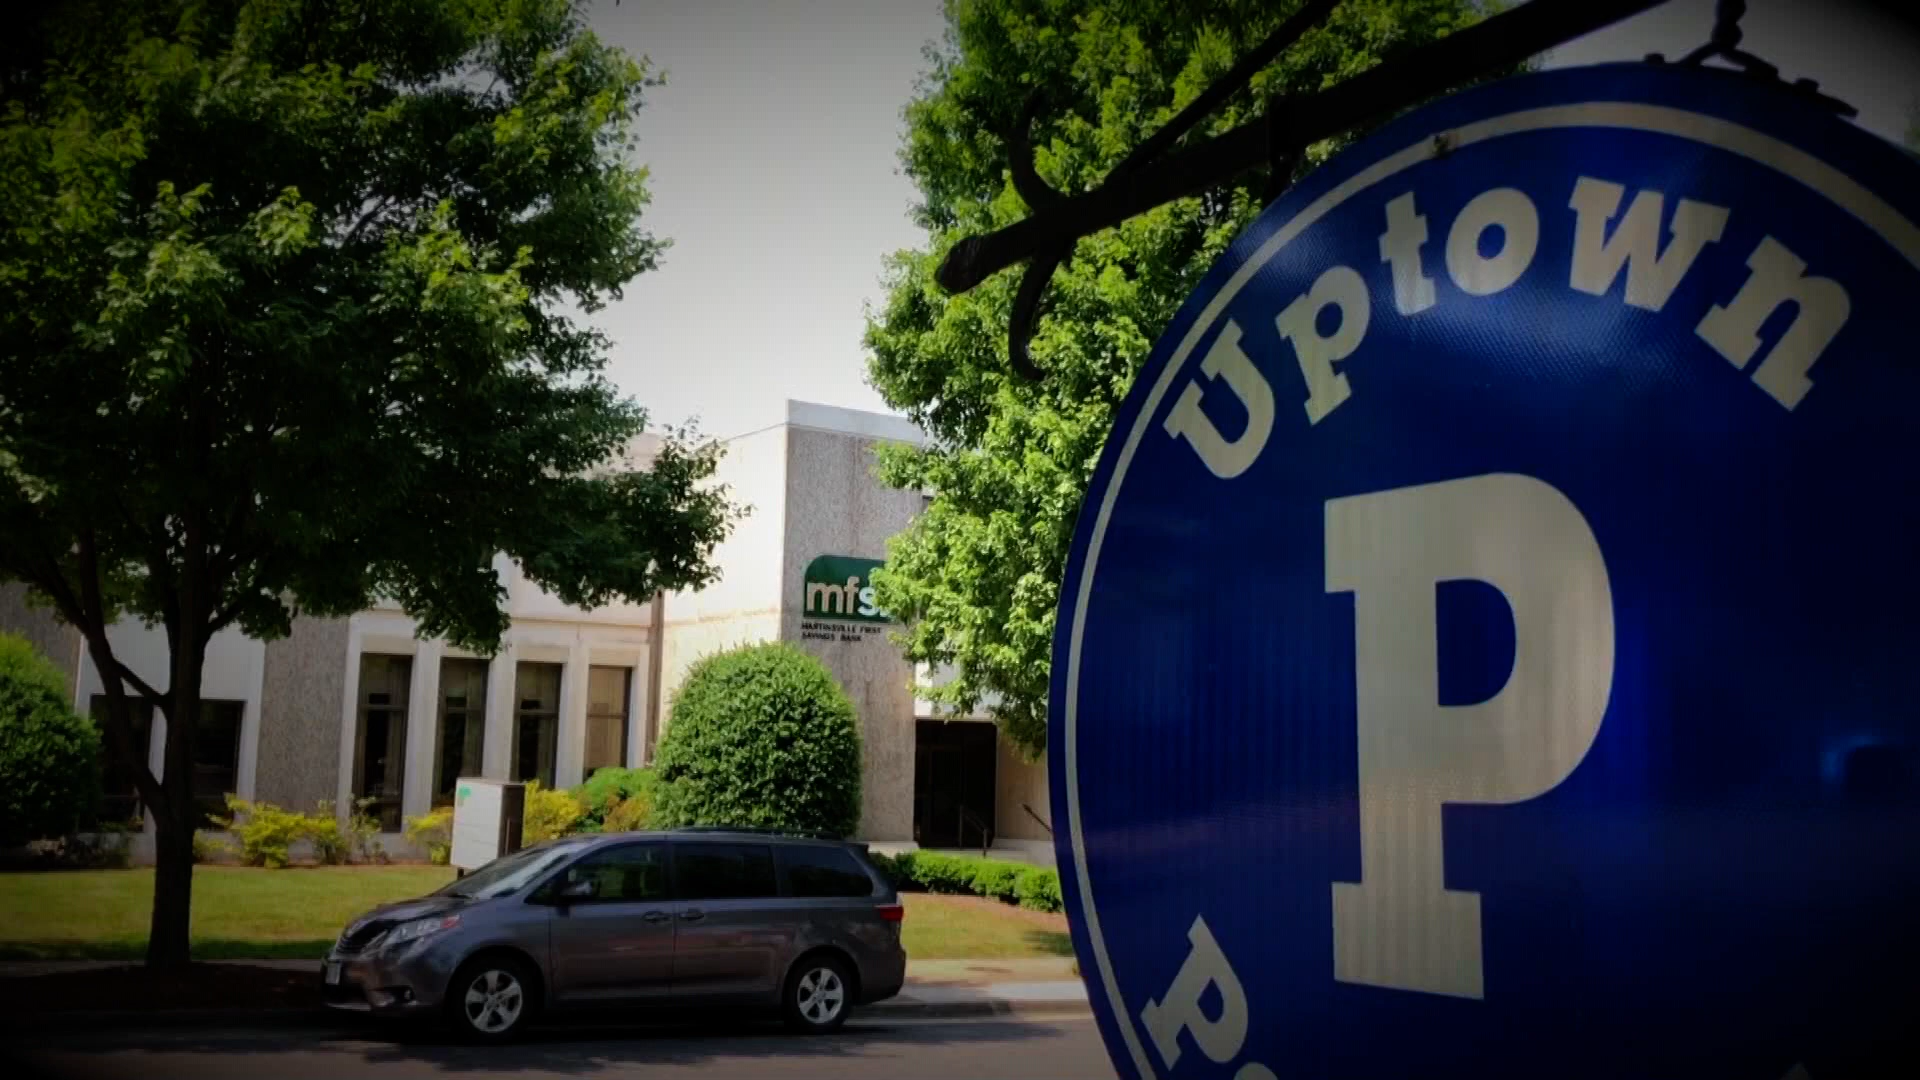 Uptown
P
mfs
MARTINSVILLE FIRST
SAVINGS BANK
P